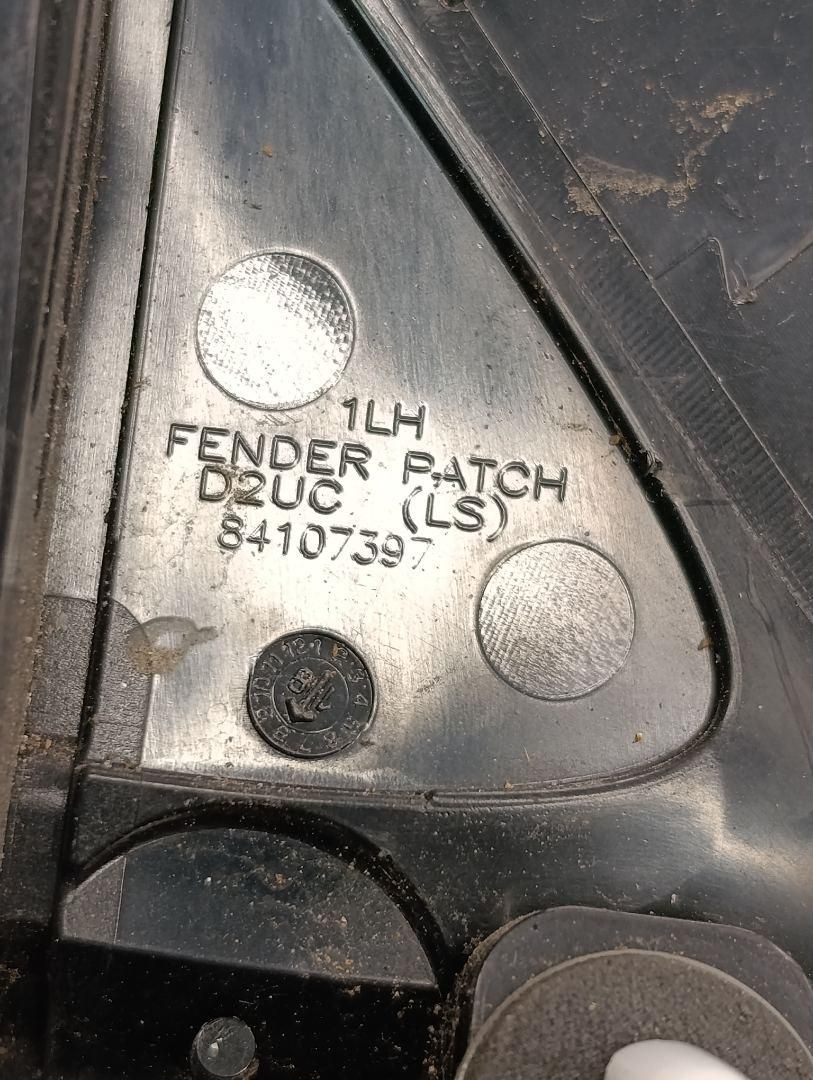 1LH
FENDER PATCH
D2UC (LS)
84107397